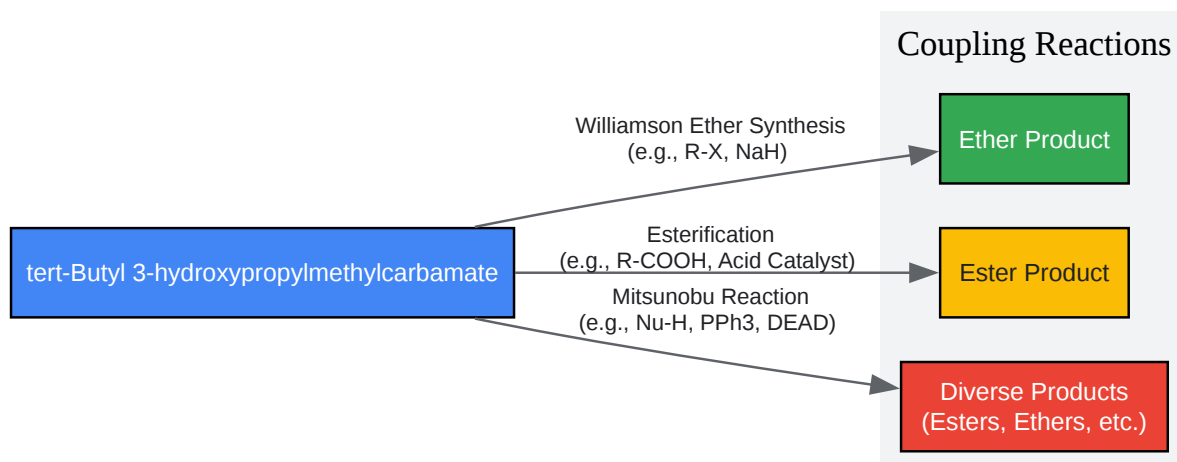 Coupling Reactions
Williamson Ether Synthesis
(e.g., R-X, NaH)
Ether Product
tert-Butyl 3-hydroxypropylmethylcarbamate
Esterification
(e.g., R-COOH, Acid Catalyst)
Ester Product
Mitsunobu Reaction
(e.g., Nu-H, PPh3, DEAD)
Diverse Products
(Esters, Ethers, etc.)